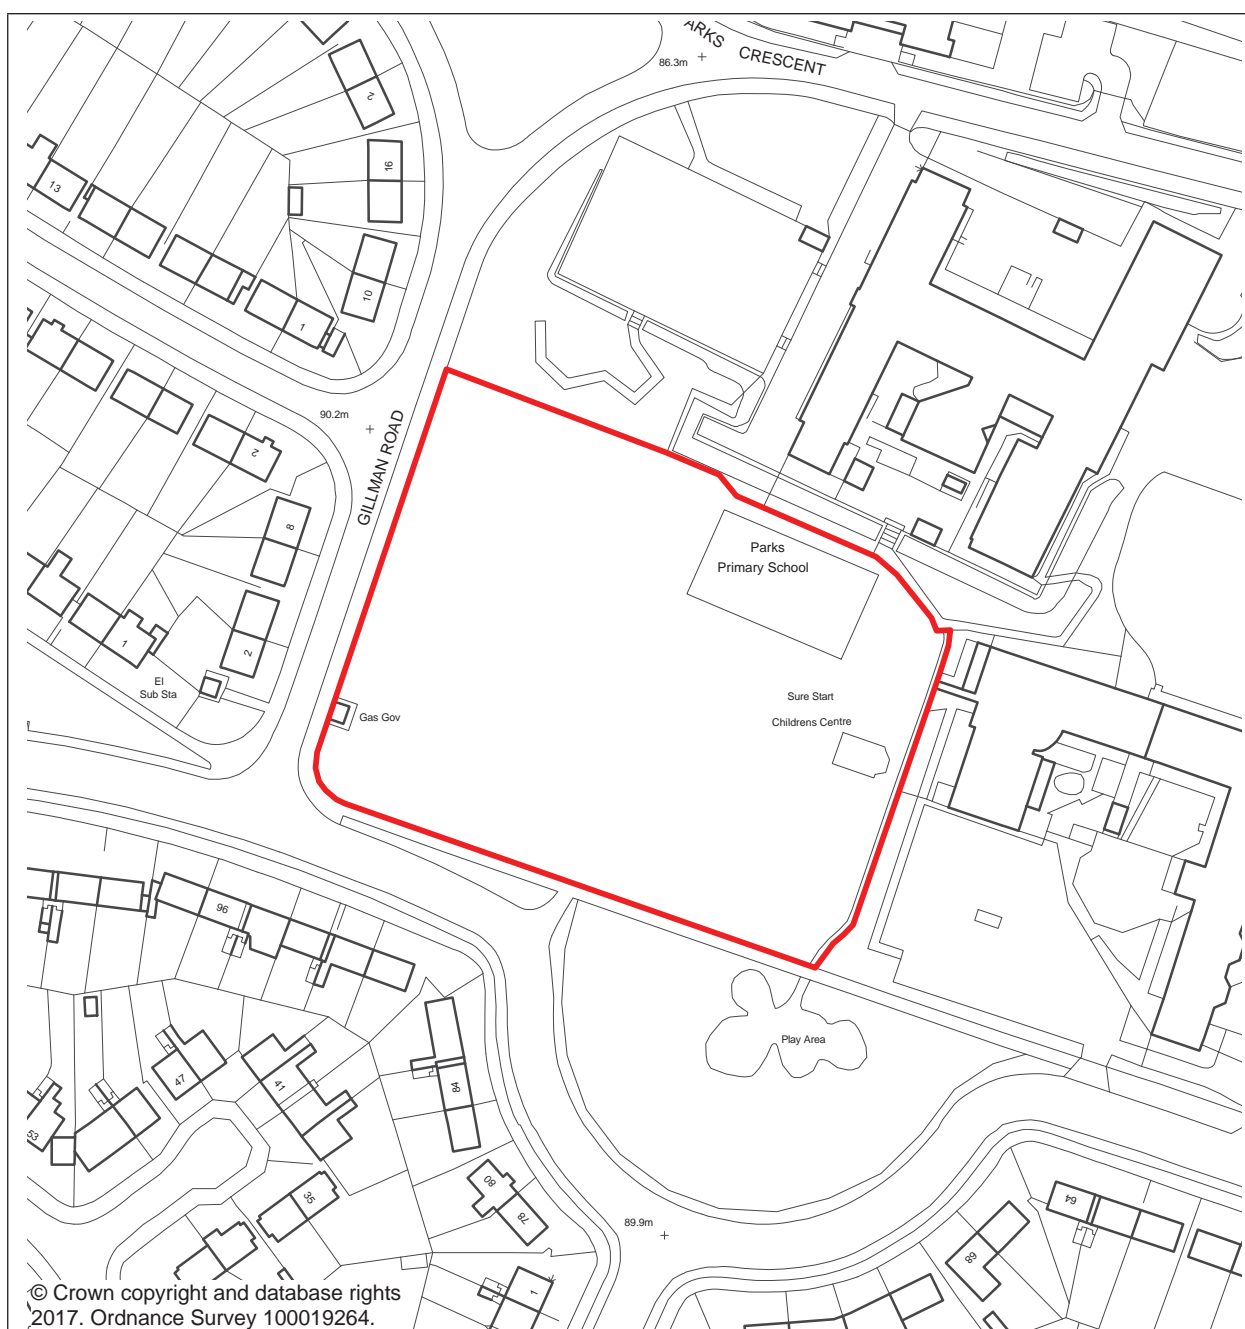 ARKS CRESCENT
86.3m
2
16
13
10
1
90.2m
GILLMAN ROAD
2
8
Parks
Primary School
1
2
El
Sub Sta
Gas Gov
Sure Start
Childrens Centre
96
Play Area
47
41
84
53
35
80
78
64
68
89.9m
1
© Crown copyright and database rights
2017. Ordnance Survey 100019264.